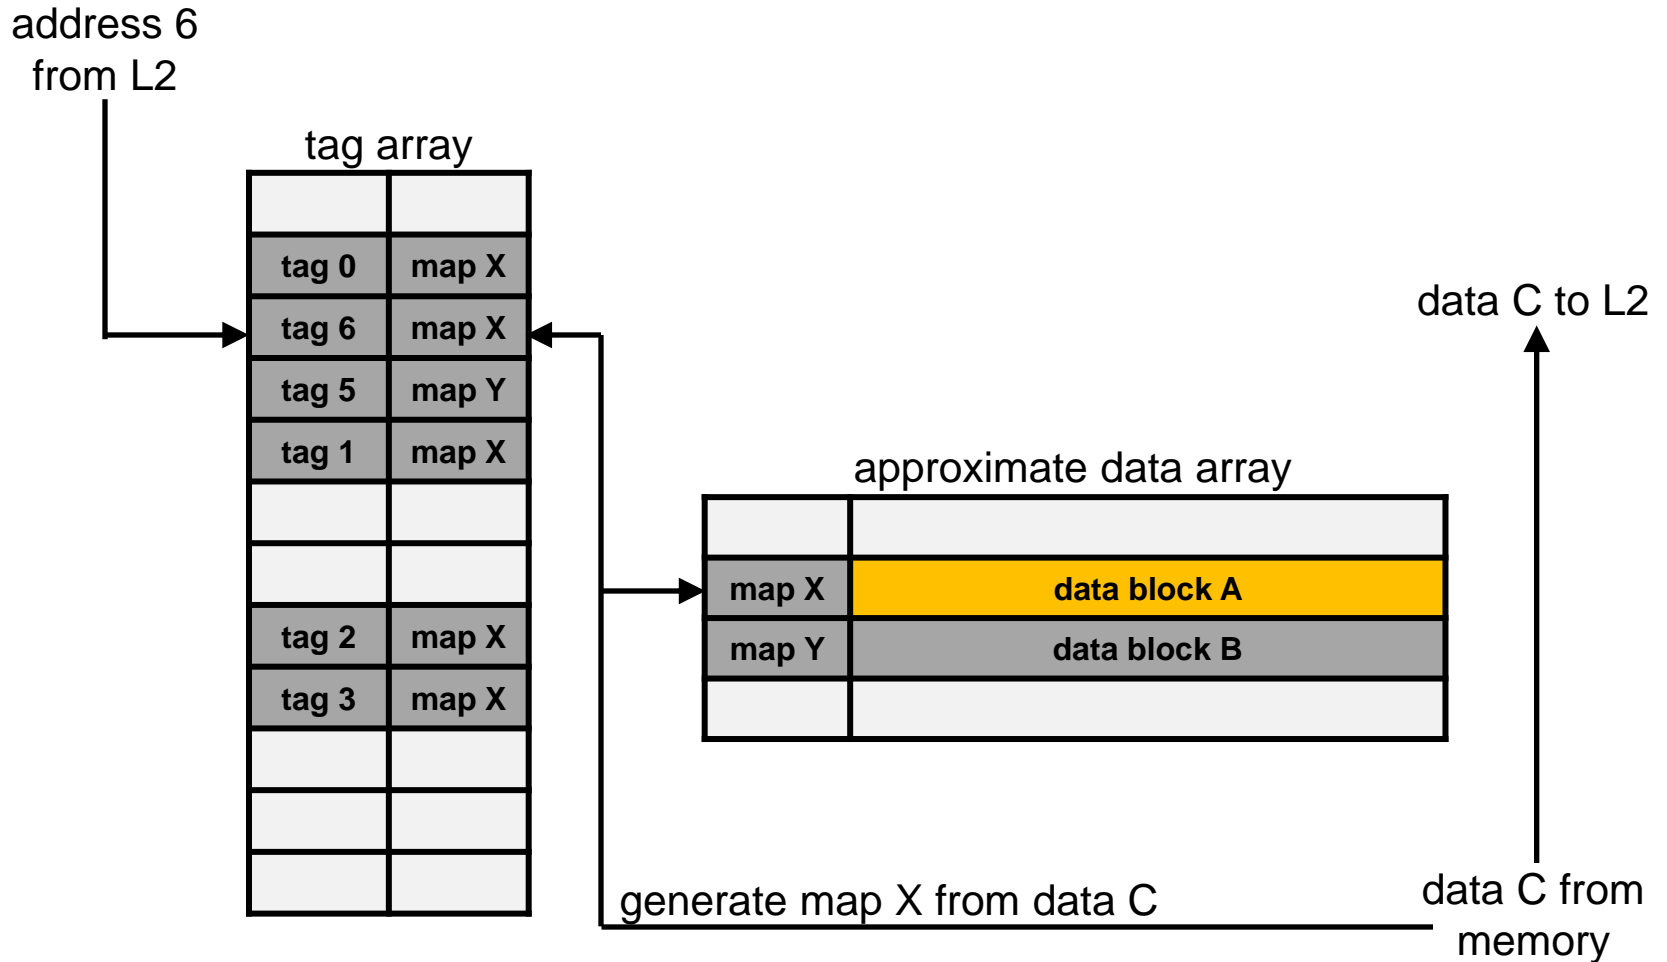 address 6
from L2
tag array
tag 0 map X
tag 6 map X
tag 5 map Y
tag 1 map X
tag 2 map X
tag 3 map X
data C to L2
approximate data array
map X data block A
map Y data block B
generate map X from data C
data C from
memory